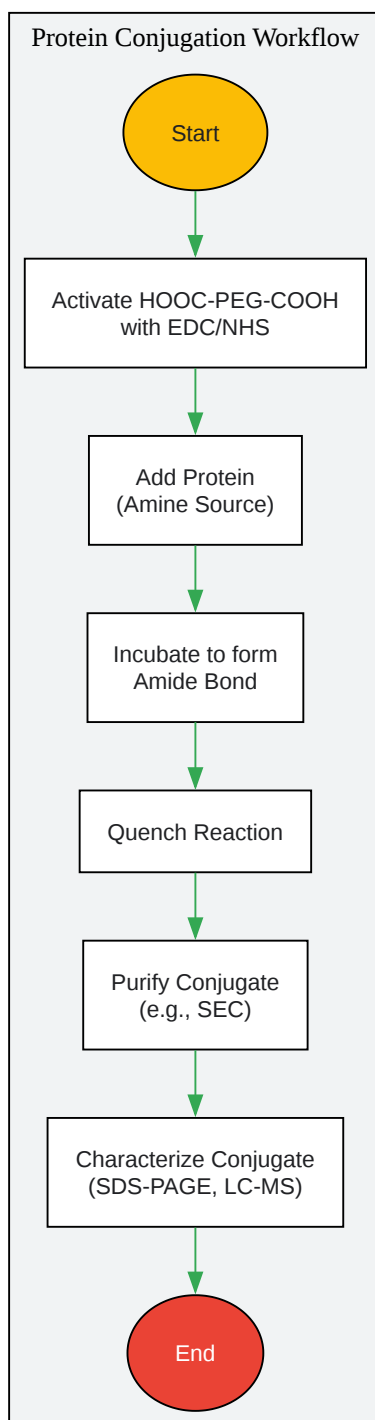 Protein Conjugation Workflow
Start
Activate HOOC-PEG-COOH
with EDC/NHS
Add Protein
(Amine Source)
Incubate to form
Amide Bond
Quench Reaction
Purify Conjugate
(e.g., SEC)
Characterize Conjugate
(SDS-PAGE, LC-MS)
End